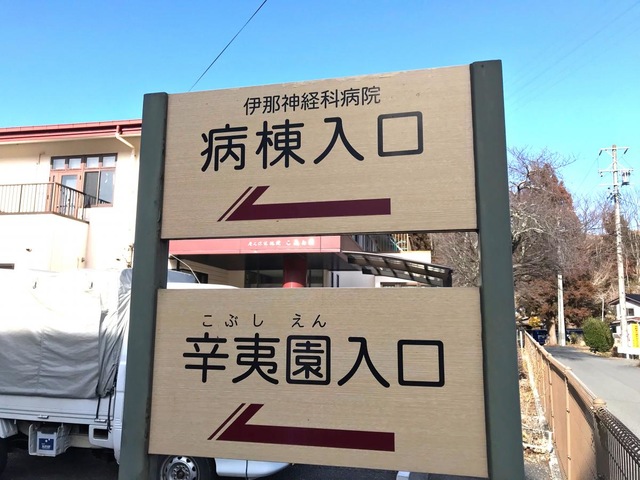 伊那神経科病院
病棟入口
こぶし えん
辛夷園入口